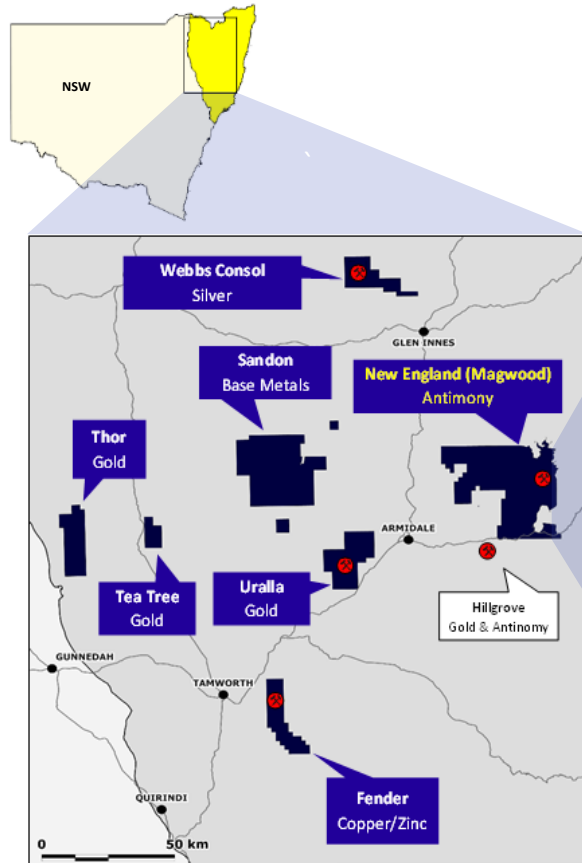 NSW
Webbs Consol
Silver
GLEN INNES
Sandon
Base Metals
New England (Magwood)
Antimony
Thor
Gold
ARMIDALE
Tea Tree
Gold
Uralla
Gold
Hillgrove
Gold & Antinomy
GUNNEDAH
TAMWORTH
Fender
Copper/Zinc
QUIRINDI
0 50 km